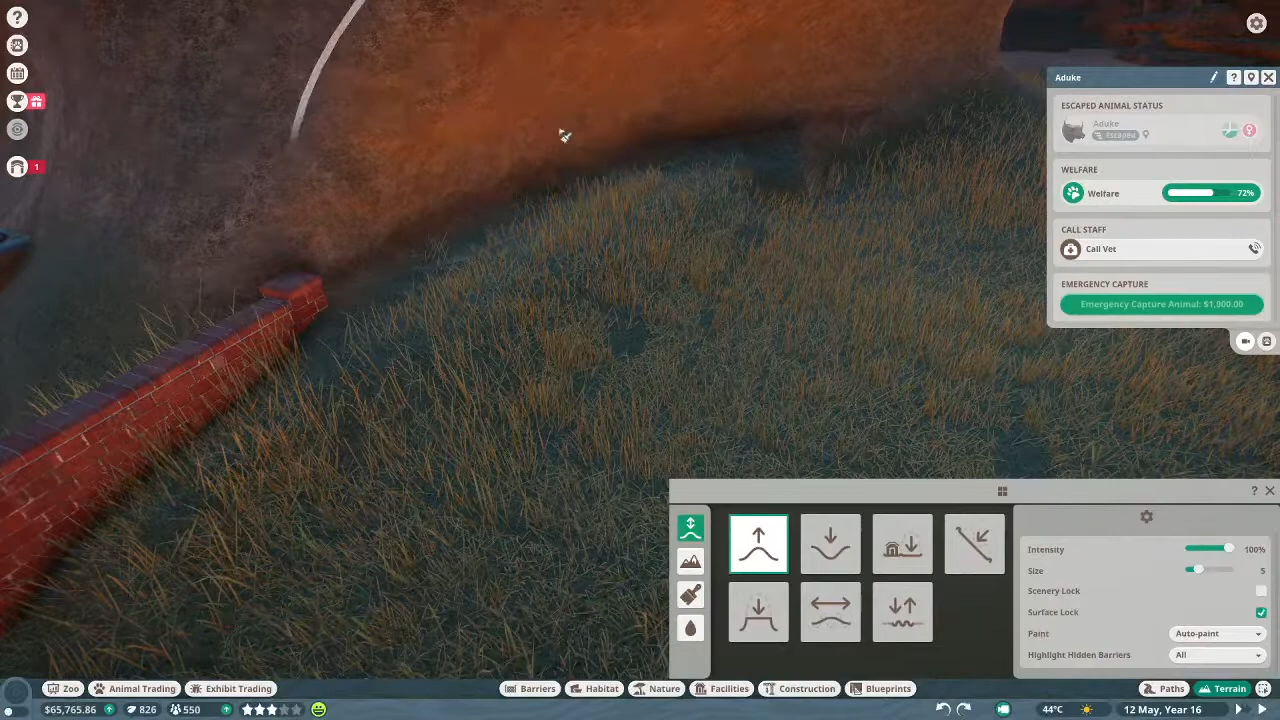 1
Aduke
ESCAPED ANIMAL STATUS
Aduke
Escaped
WELFARE
Welfare 72%
CALL STAFF
Call Vet
EMERGENCY CAPTURE
Emergency Capture Animal: $1,000.00
Intensity 100%
Size 5
Scenery Lock
Surface Lock
Paint Auto-paint
Highlight Hidden Barriers All
Zoo Animal Trading Exhibit Trading Barriers Habitat Nature Facilities Construction Blueprints Paths Terrain
$65,765.86 826 550 44°C 12 May, Year 16